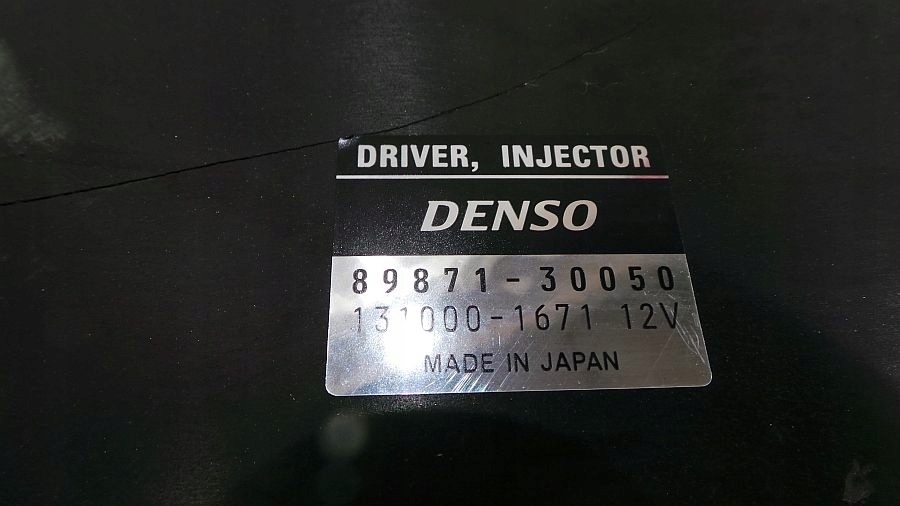 DRIVER, INJECTOR
DENSO
89871-30050
131000-1671 12V
MADE IN JAPAN